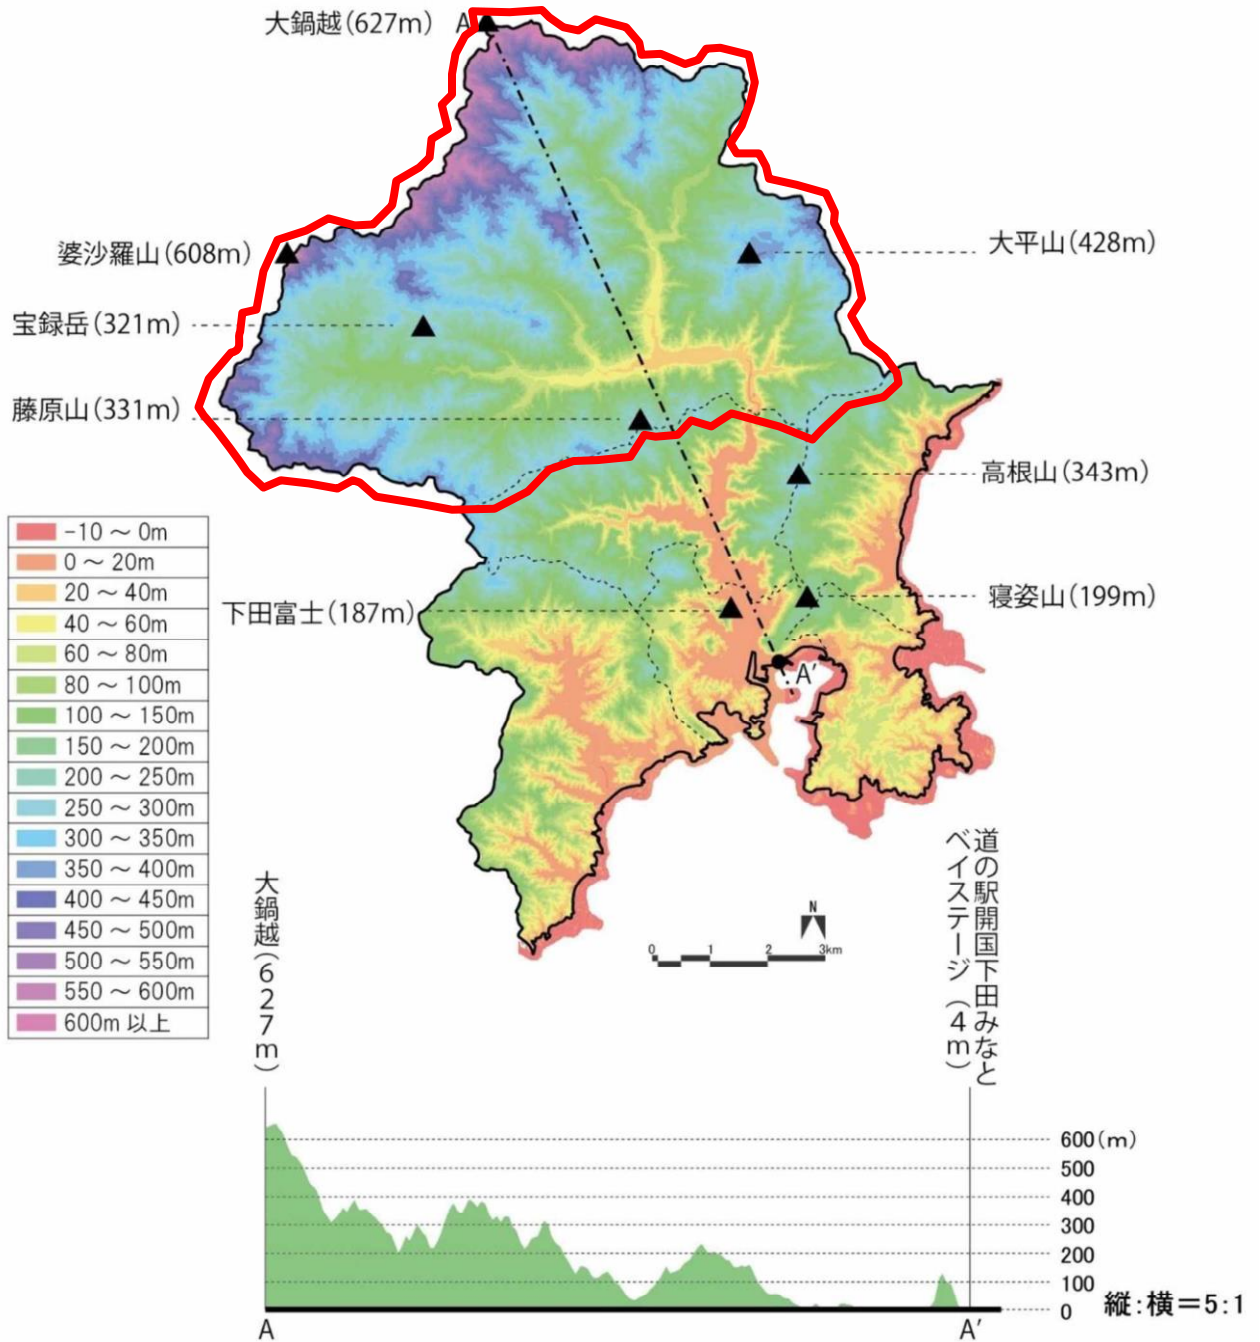 大鍋越(627m)
A
婆沙羅山(608m)
大平山(428m)
宝録岳(321m)
藤原山(331m)
高根山(343m)
下田富士(187m)
寝姿山(199m)
A'
-10 ～ 0m
0 ～ 20m
20 ～ 40m
40 ～ 60m
60 ～ 80m
80 ～ 100m
100 ～ 150m
150 ～ 200m
200 ～ 250m
250 ～ 300m
300 ～ 350m
350 ～ 400m
400 ～ 450m
450 ～ 500m
500 ～ 550m
550 ～ 600m
600m 以上
N
0 1 2 3km
大鍋越(627m)
道の駅開国下田みなと
ベイステージ(4m)
600(m)
500
400
300
200
100
0
縦:横=5:1
A
A'